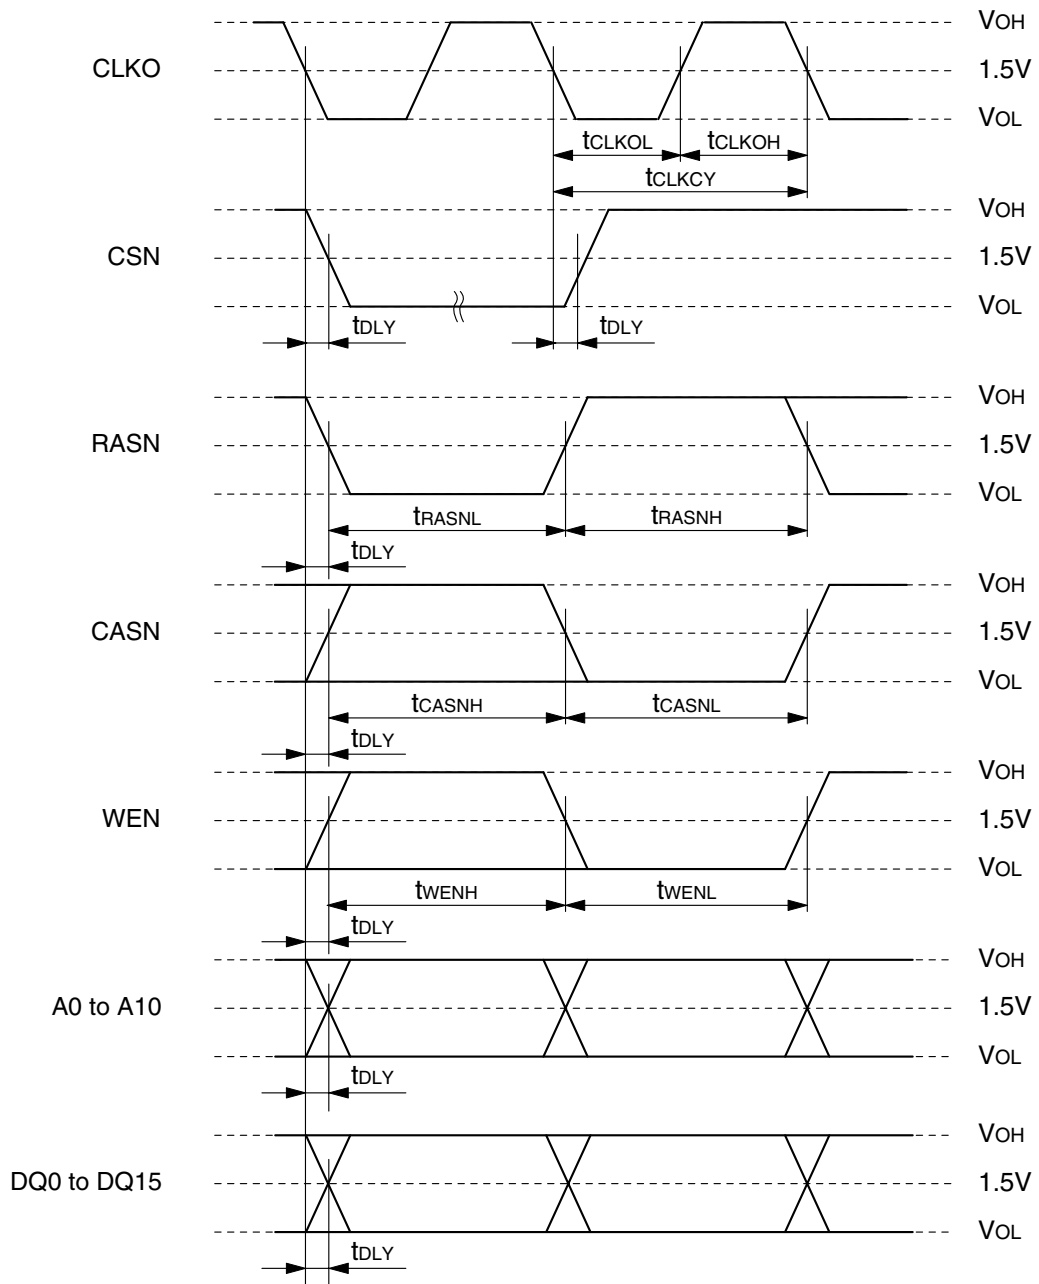 VOH
CLKO
1.5V
VOL
tCLKOL
tCLKOH
tCLKCY
VOH
CSN
1.5V
VOL
tDLY
tDLY
VOH
RASN
1.5V
VOL
tRASNL
tRASNH
tDLY
VOH
CASN
1.5V
VOL
tCASNH
tCASNL
tDLY
VOH
WEN
1.5V
VOL
tWENH
tWENL
tDLY
VOH
A0 to A10
1.5V
VOL
tDLY
VOH
DQ0 to DQ15
1.5V
VOL
tDLY